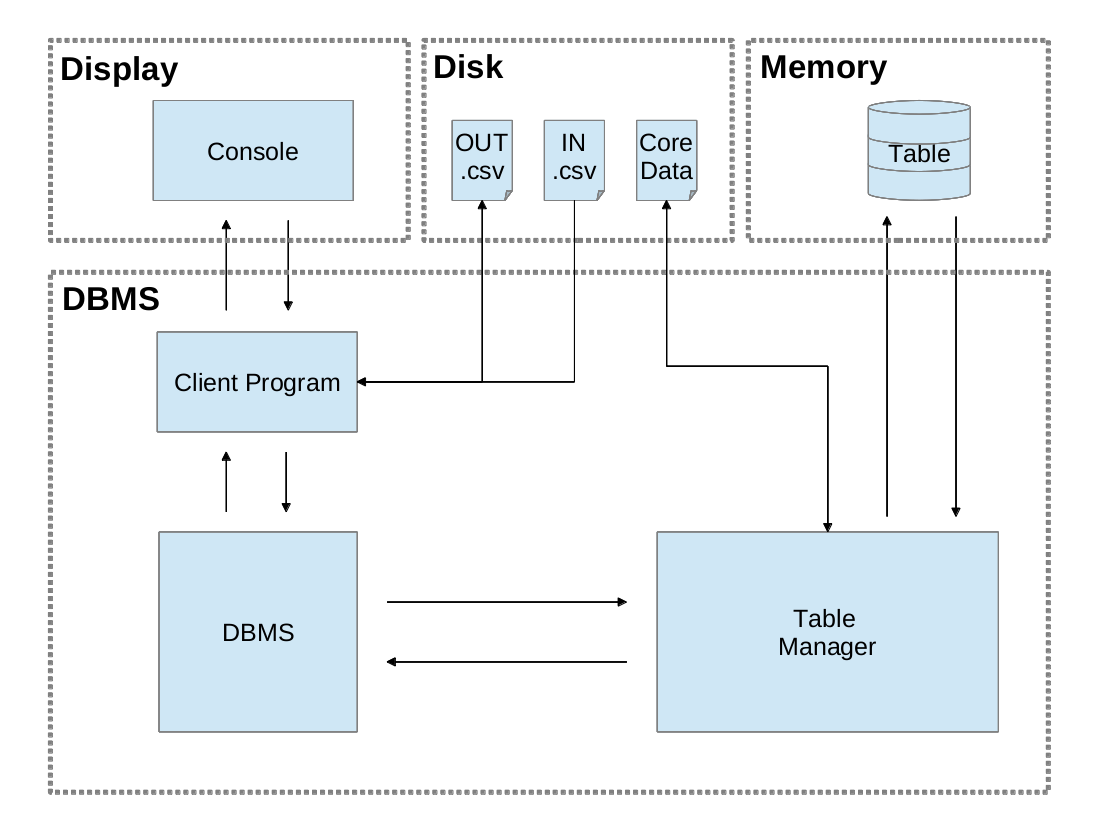 Display
Console
Disk
OUT
.csv
IN
.csv
Core
Data
Memory
Table
DBMS
Client Program
DBMS
Table
Manager